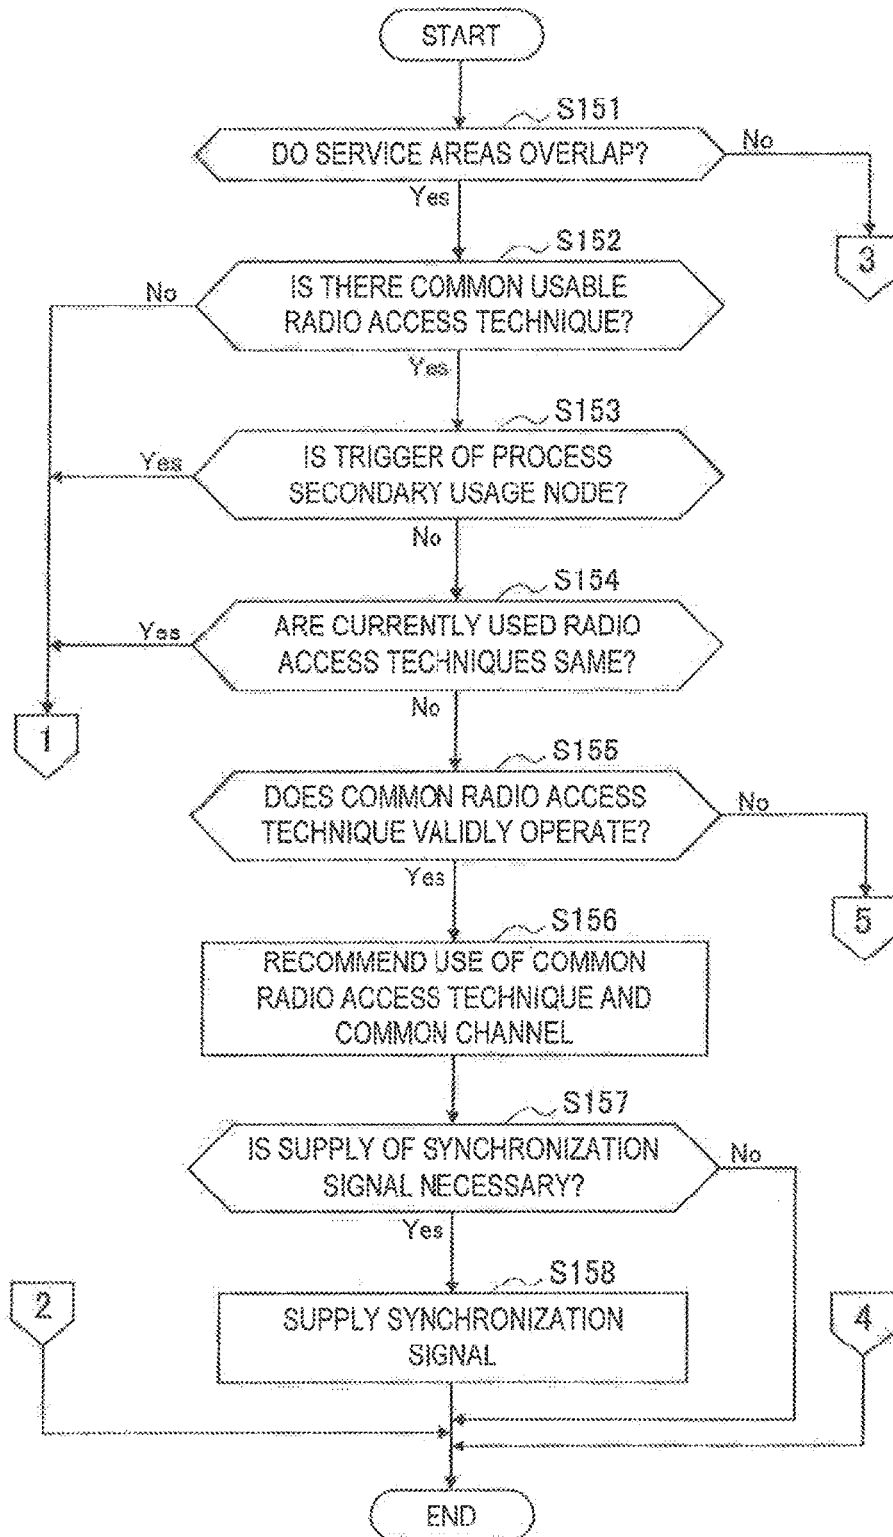 START
S151
DO SERVICE AREAS OVERLAP?
No
Yes
3
S152
IS THERE COMMON USABLE
RADIO ACCESS TECHNIQUE?
No
Yes
S153
IS TRIGGER OF PROCESS
SECONDARY USAGE NODE?
Yes
No
S154
ARE CURRENTLY USED RADIO
ACCESS TECHNIQUES SAME?
Yes
No
1
S155
DOES COMMON RADIO ACCESS
TECHNIQUE VALIDLY OPERATE?
No
Yes
5
S156
RECOMMEND USE OF COMMON
RADIO ACCESS TECHNIQUE AND
COMMON CHANNEL
S157
IS SUPPLY OF SYNCHRONIZATION
SIGNAL NECESSARY?
No
Yes
S158
2
SUPPLY SYNCHRONIZATION
SIGNAL
4
END